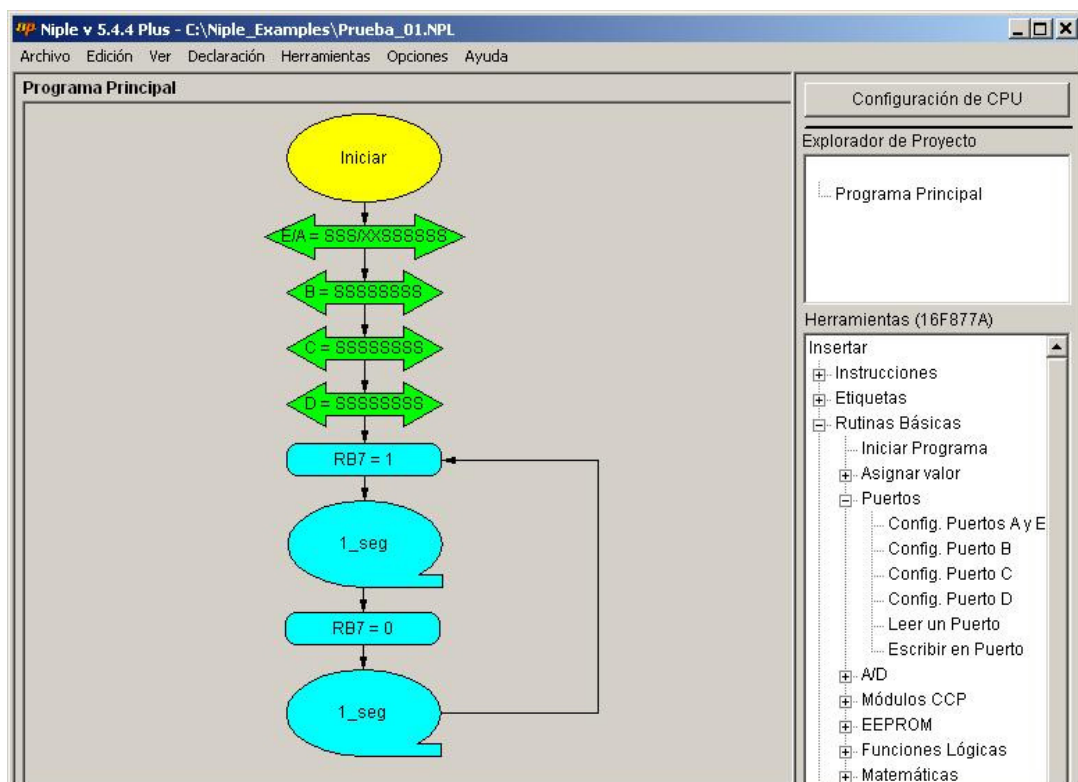 Niple v 5.4.4 Plus - C:\Niple_Examples\Prueba_01.NPL
Archivo Edición Ver Declaración Herramientas Opciones Ayuda
Programa Principal
Iniciar
E/A = SSS/XXSSSSSS
B = SSSSSSSS
C = SSSSSSSS
D = SSSSSSSS
RB7 = 1
1_seg
RB7 = 0
1_seg
Configuración de CPU
Explorador de Proyecto
Programa Principal
Herramientas (16F877A)
Insertar
Instrucciones
Etiquetas
Rutinas Básicas
Iniciar Programa
Asignar valor
Puertos
Config. Puertos A y E
Config. Puerto B
Config. Puerto C
Config. Puerto D
Leer un Puerto
Escribir en Puerto
A/D
Módulos CCP
EEPROM
Funciones Lógicas
Matemáticas